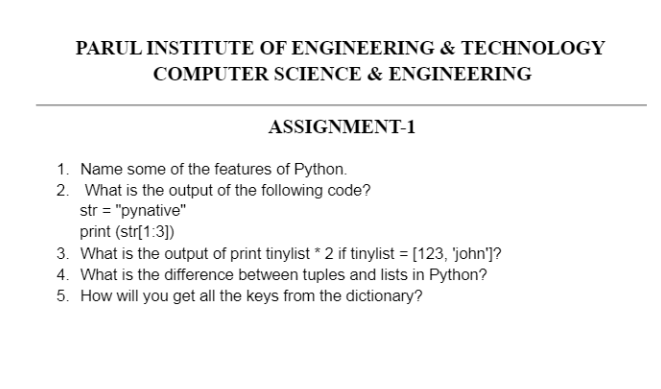 PARUL INSTITUTE OF ENGINEERING & TECHNOLOGY
COMPUTER SCIENCE & ENGINEERING
ASSIGNMENT-1
1. Name some of the features of Python.
2. What is the output of the following code?
str = "pynative"
print (str[1:3])
3. What is the output of print tinylist * 2 if tinylist = [123, 'john']?
4. What is the difference between tuples and lists in Python?
5. How will you get all the keys from the dictionary?